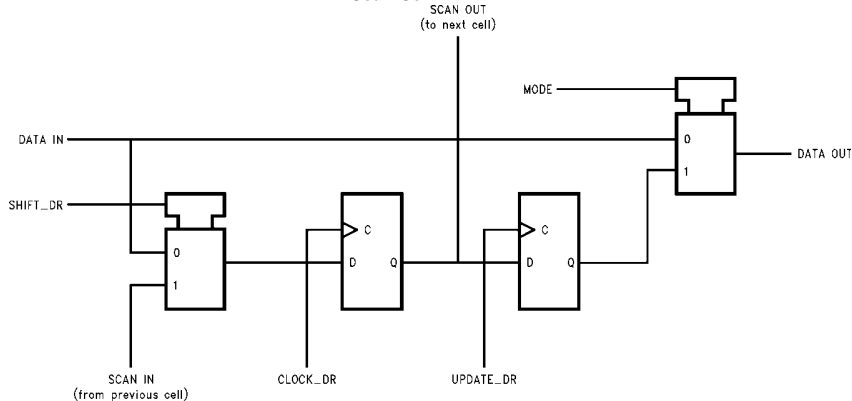 SCAN OUT
(to next cell)
MODE
DATA IN
0
DATA OUT
1
SHIFT_DR
C
C
0
D
Q
D
Q
1
SCAN IN
(from previous cell)
CLOCK_DR
UPDATE_DR